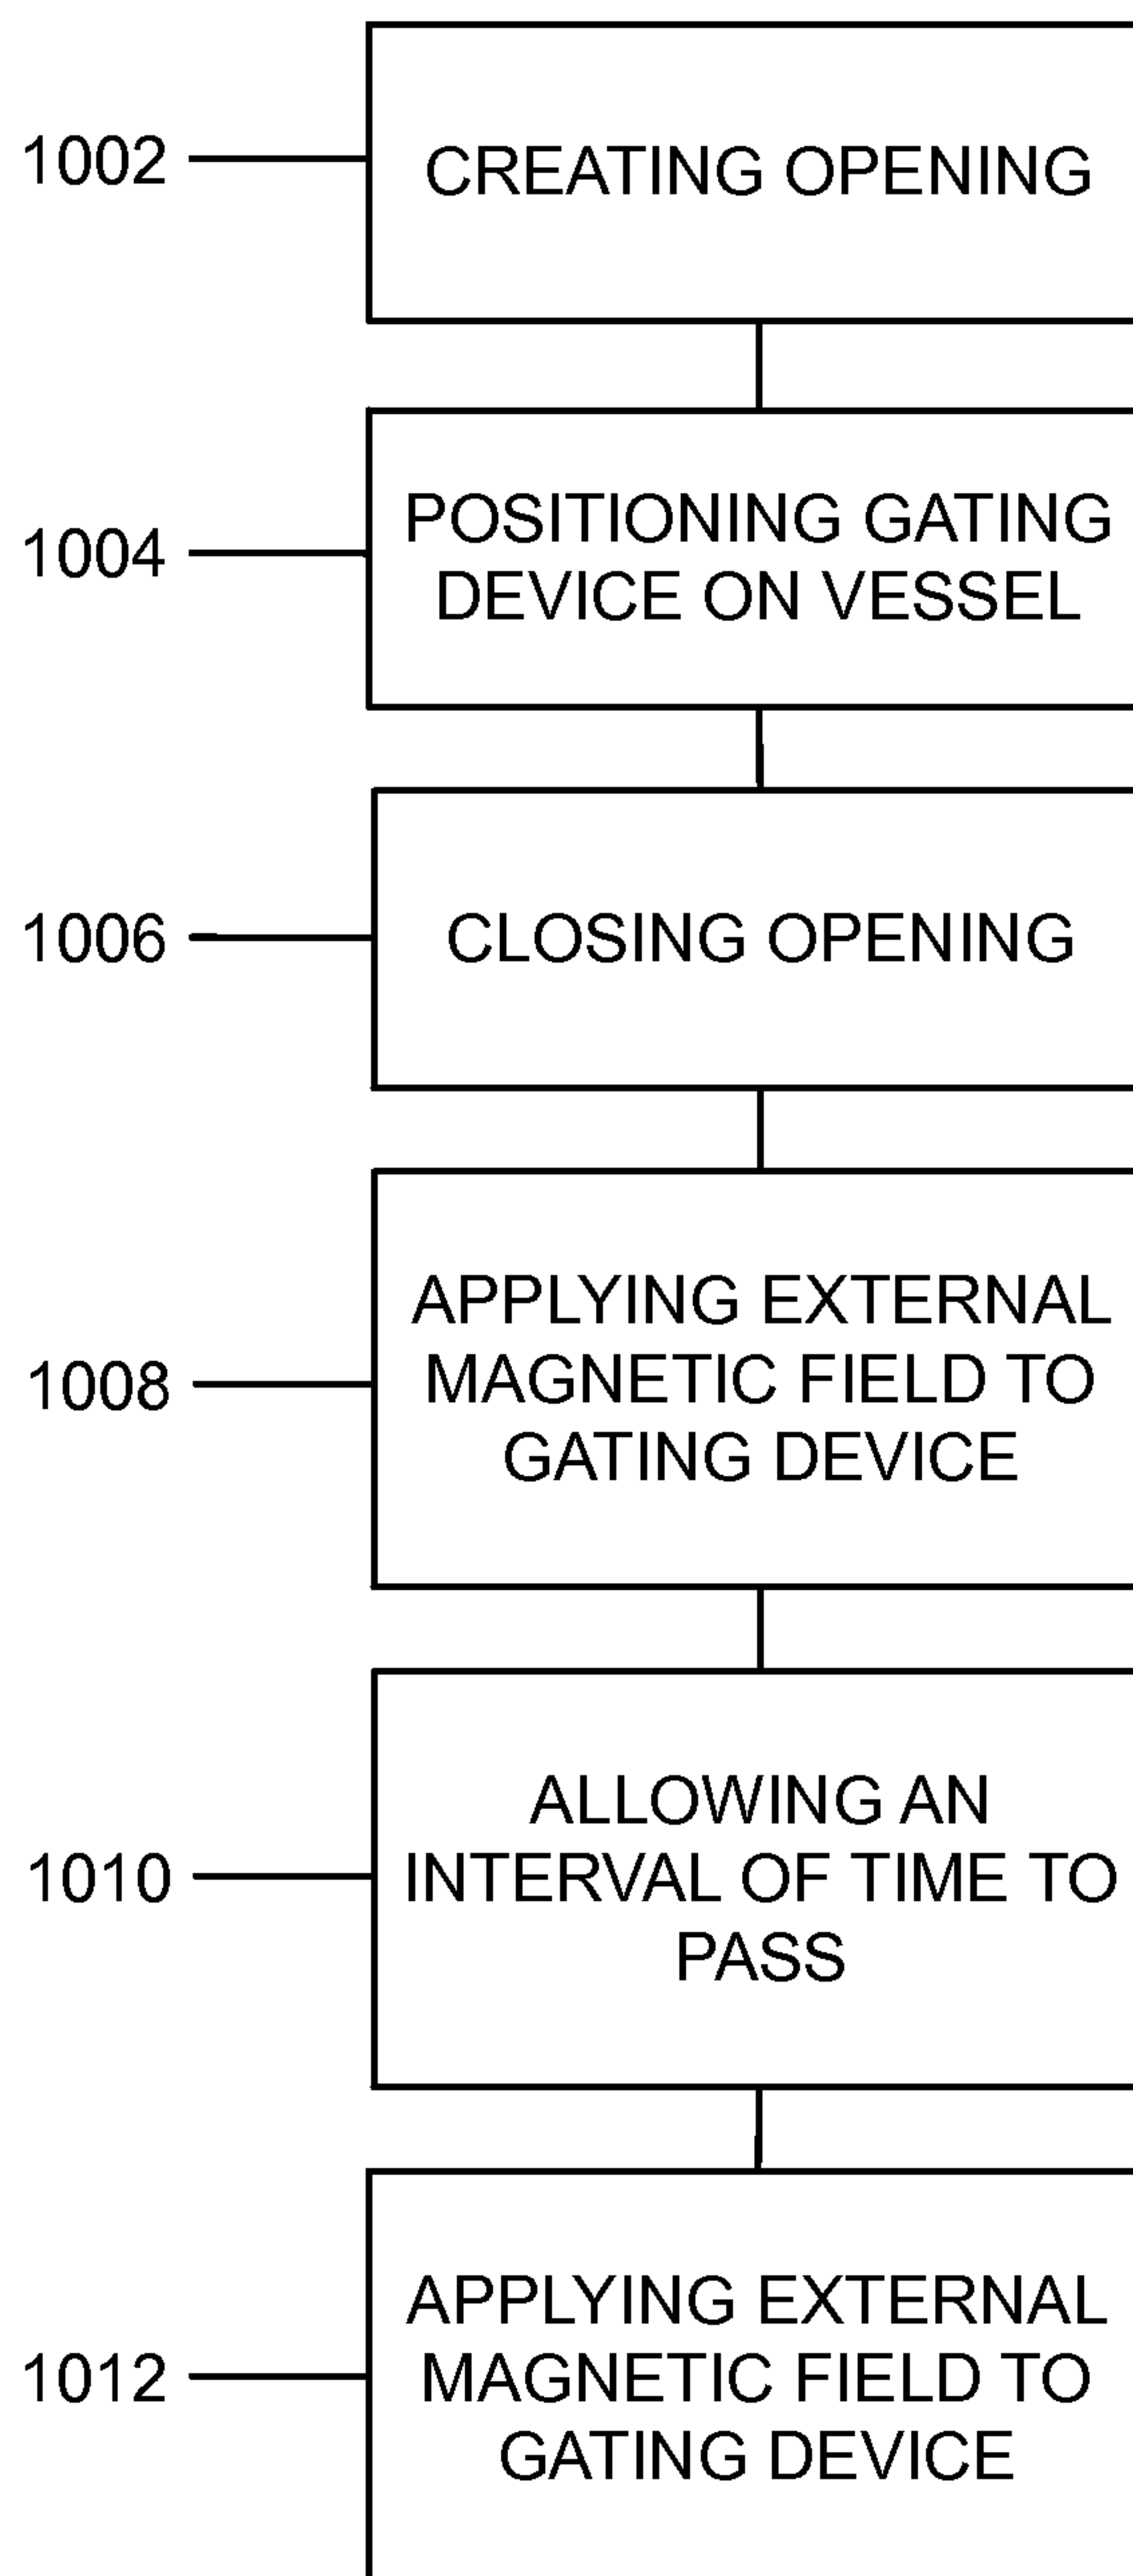 1002
CREATING OPENING
1004
POSITIONING GATING
DEVICE ON VESSEL
1006
CLOSING OPENING
1008
APPLYING EXTERNAL
MAGNETIC FIELD TO
GATING DEVICE
1010
ALLOWING AN
INTERVAL OF TIME TO
PASS
1012
APPLYING EXTERNAL
MAGNETIC FIELD TO
GATING DEVICE